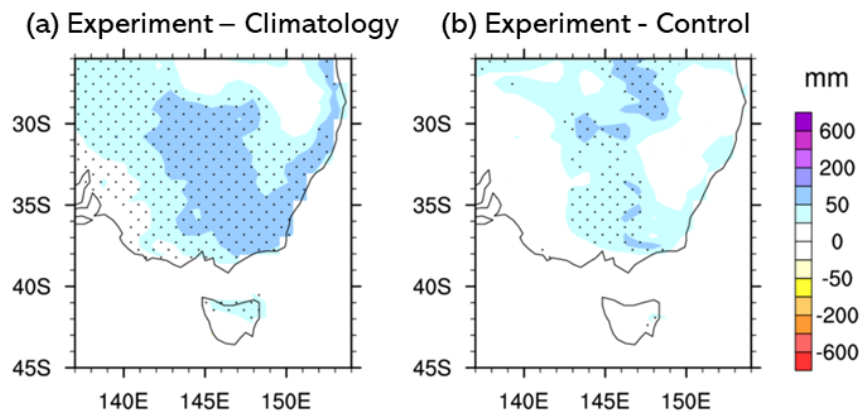 (a) Experiment – Climatology
(b) Experiment - Control
mm
30S
35S
40S
45S
140E
145E
150E
30S
35S
40S
45S
140E
145E
150E
600
200
50
0
-50
-200
-600